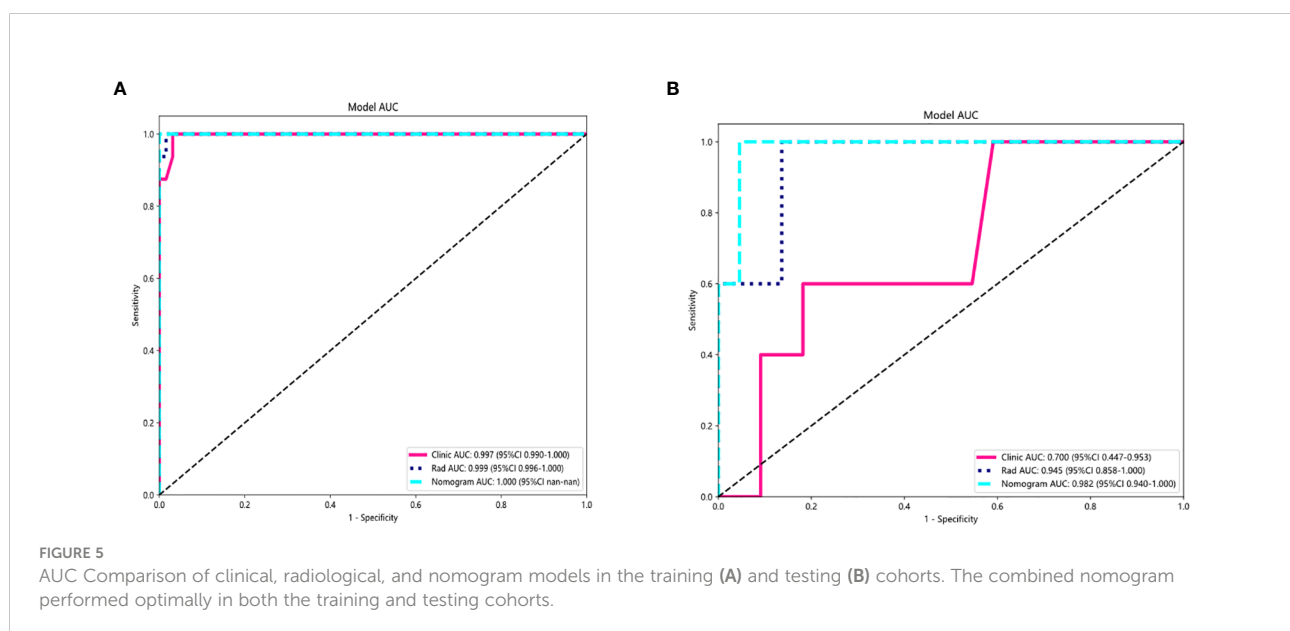 A
Model AUC
1.0
0.8
0.6
0.4
0.2
0.0
Sensitivity
0.0
0.2
0.4
0.6
0.8
1.0
1 - Specificity
Clinic AUC: 0.997 (95%CI 0.990-1.000)
Rad AUC: 0.999 (95%CI 0.996-1.000)
Nomogram AUC: 1.000 (95%CI nan-nan)
B
Model AUC
1.0
0.8
0.6
0.4
0.2
0.0
Sensitivity
0.0
0.2
0.4
0.6
0.8
1.0
1 - Specificity
Clinic AUC: 0.700 (95%CI 0.447-0.953)
Rad AUC: 0.945 (95%CI 0.858-1.000)
Nomogram AUC: 0.982 (95%CI 0.940-1.000)
FIGURE 5
AUC Comparison of clinical, radiological, and nomogram models in the training (A) and testing (B) cohorts. The combined nomogram
performed optimally in both the training and testing cohorts.